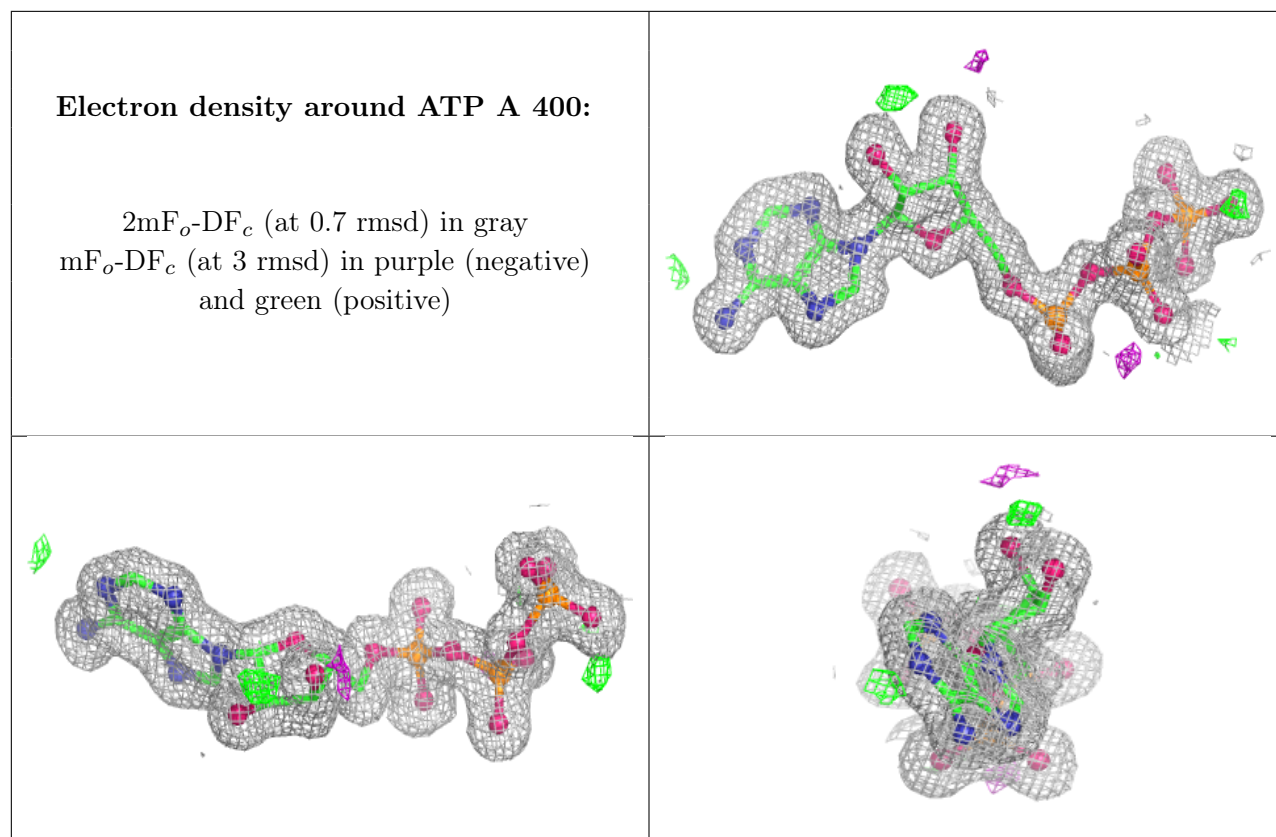 Electron density around ATP A 400:
2mFo-DFc (at 0.7 rmsd) in gray
mFo-DFc (at 3 rmsd) in purple (negative)
and green (positive)